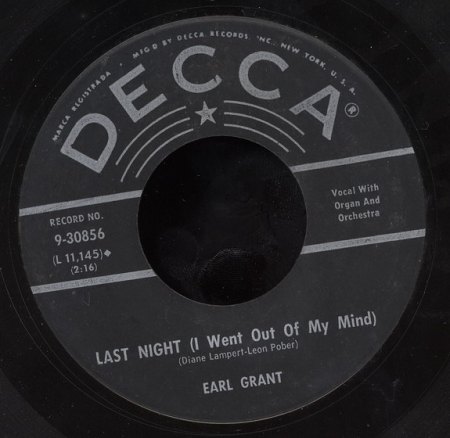 MARCA REGISTRADA • MF'G'D BY DECCA RECORDS, INC., NEW YORK, U. S. A.
DECCA®
Vocal With
Organ And
Orchestra
RECORD NO.
9-30856
(L 11,145)♦
(2:16)
LAST NIGHT (I Went Out Of My Mind)
(Diane Lampert-Leon Pober)
EARL GRANT